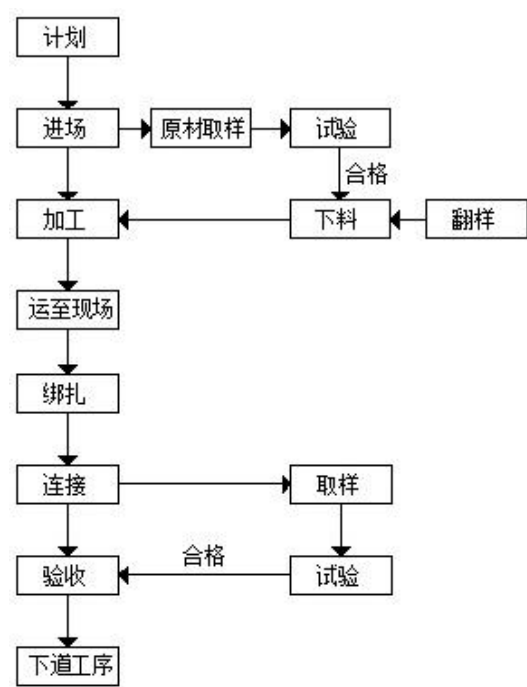 计划
进场
原材取样
试验
合格
加工
下料
翻样
运至现场
绑扎
连接
取样
合格
验收
试验
下道工序